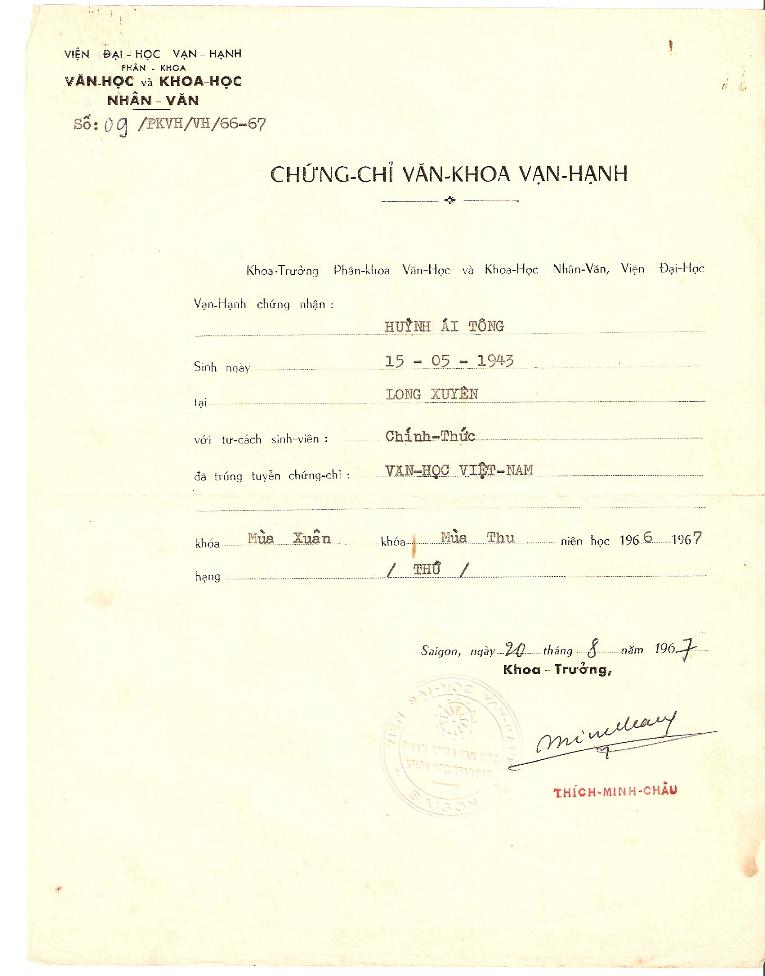 VIỆN ĐẠI-HỌC VẠN-HẠNH
PHÂN-KHOA
VĂN-HỌC và KHOA-HỌC
NHÂN-VĂN
Số: 09 /PKVH/VH/66-67
CHỨNG-CHỈ VĂN-KHOA VẠN-HẠNH
Khoa-Trưởng Phân-khoa Văn-Học và Khoa-Học Nhân-Văn, Viện Đại-Học
Vạn-Hạnh chứng nhận :
HUỲNH ÁI TÔNG
Sinh ngày 15 - 05 - 1943
tại LONG XUYÊN
với tư-cách sinh-viên : Chính-Thức
đã trúng tuyển chứng-chỉ : VĂN-HỌC VIỆT-NAM
khóa Mùa Xuân khóa Mùa Thu niên học 1966 1967
hạng / THỨ /
Saigon, ngày 20 tháng 8 năm 1967
Khoa-Trưởng,
SAIGON
THÍCH-MINH-CHÂU